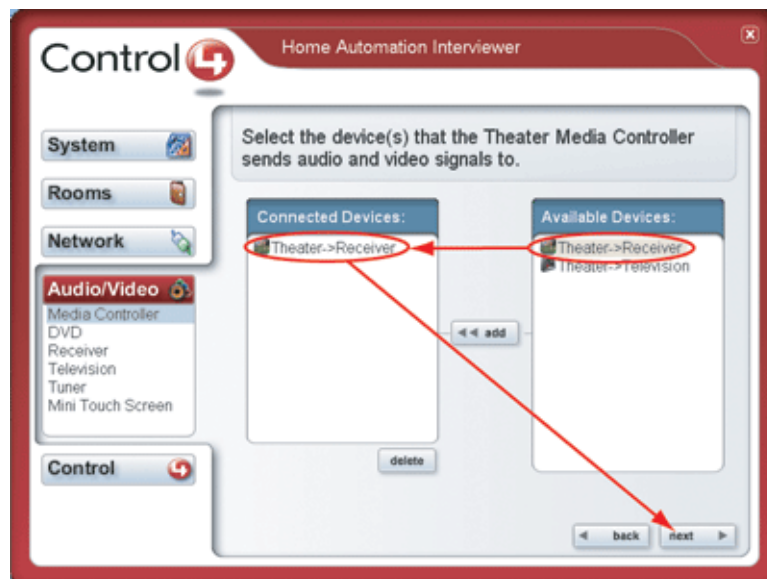 Control4
Home Automation Interviewer
x
System
Rooms
Network
Audio/Video
Media Controller
DVD
Receiver
Television
Tuner
Mini Touch Screen
Control
Select the device(s) that the Theater Media Controller
sends audio and video signals to.
Connected Devices:
Theater->Receiver
add
delete
Available Devices:
Theater->Receiver
Theater->Television
back
next